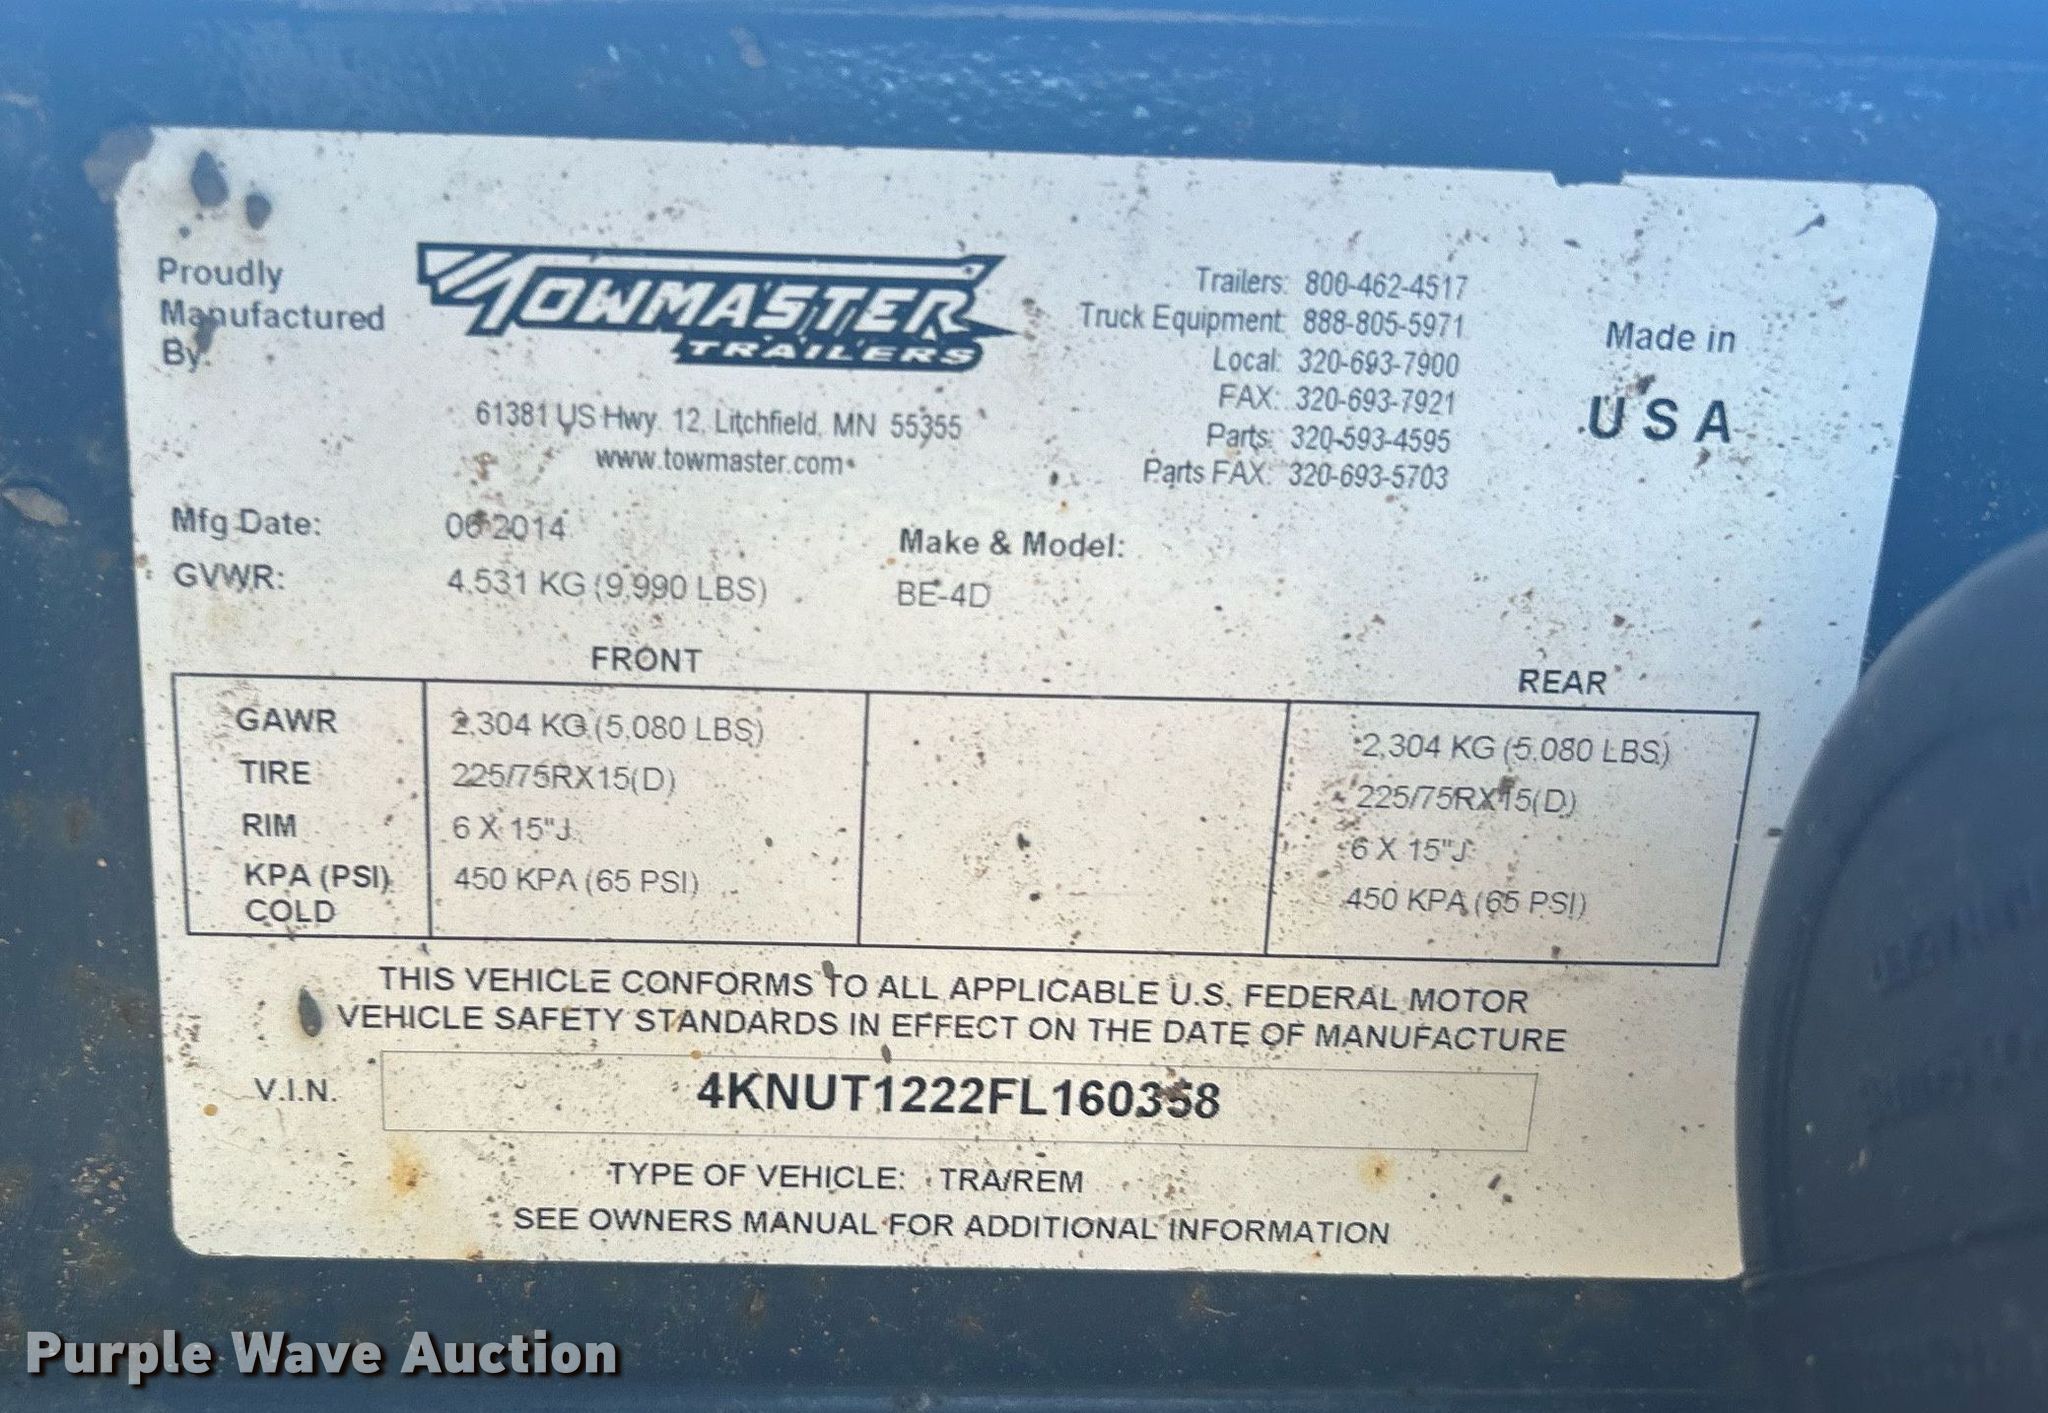 Proudly
Manufactured
By:
TOWMASTER
TRAILERS
61381 US Hwy. 12, Litchfield, MN 55355
www.towmaster.com
Trailers: 800-462-4517
Truck Equipment: 888-805-5971
Local: 320-693-7900
FAX: 320-693-7921
Parts: 320-593-4595
Parts FAX: 320-693-5703
Made in
USA
Mfg Date: 06 2014
GVWR: 4,531 KG (9,990 LBS)
Make & Model:
BE-4D
FRONT REAR
GAWR 2,304 KG (5,080 LBS) 2,304 KG (5,080 LBS)
TIRE 225/75RX15(D) 225/75RX15(D)
RIM 6 X 15"J 6 X 15"J
KPA (PSI) 450 KPA (65 PSI) 450 KPA (65 PSI)
COLD
THIS VEHICLE CONFORMS TO ALL APPLICABLE U.S. FEDERAL MOTOR
VEHICLE SAFETY STANDARDS IN EFFECT ON THE DATE OF MANUFACTURE
V.I.N. 4KNUT1222FL160358
TYPE OF VEHICLE: TRA/REM
SEE OWNERS MANUAL FOR ADDITIONAL INFORMATION
Purple Wave Auction